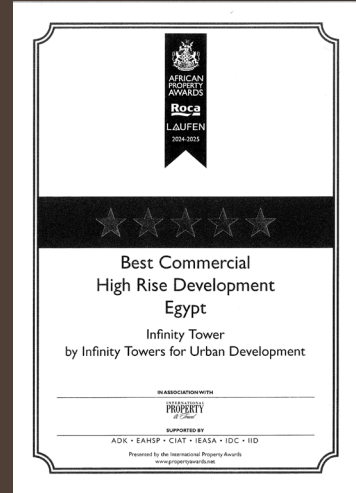 AFRICAN
PROPERTY
AWARDS
Roca
LAUFEN
2024-2025
Best Commercial
High Rise Development
Egypt
Infinity Tower
by Infinity Towers for Urban Development
IN ASSOCIATION WITH
INTERNATIONAL
PROPERTY
& Travel
SUPPORTED BY
ADK • EAHSP • CIAT • IEASA • IDC • IID
Presented by the International Property Awards
www.propertyawards.net